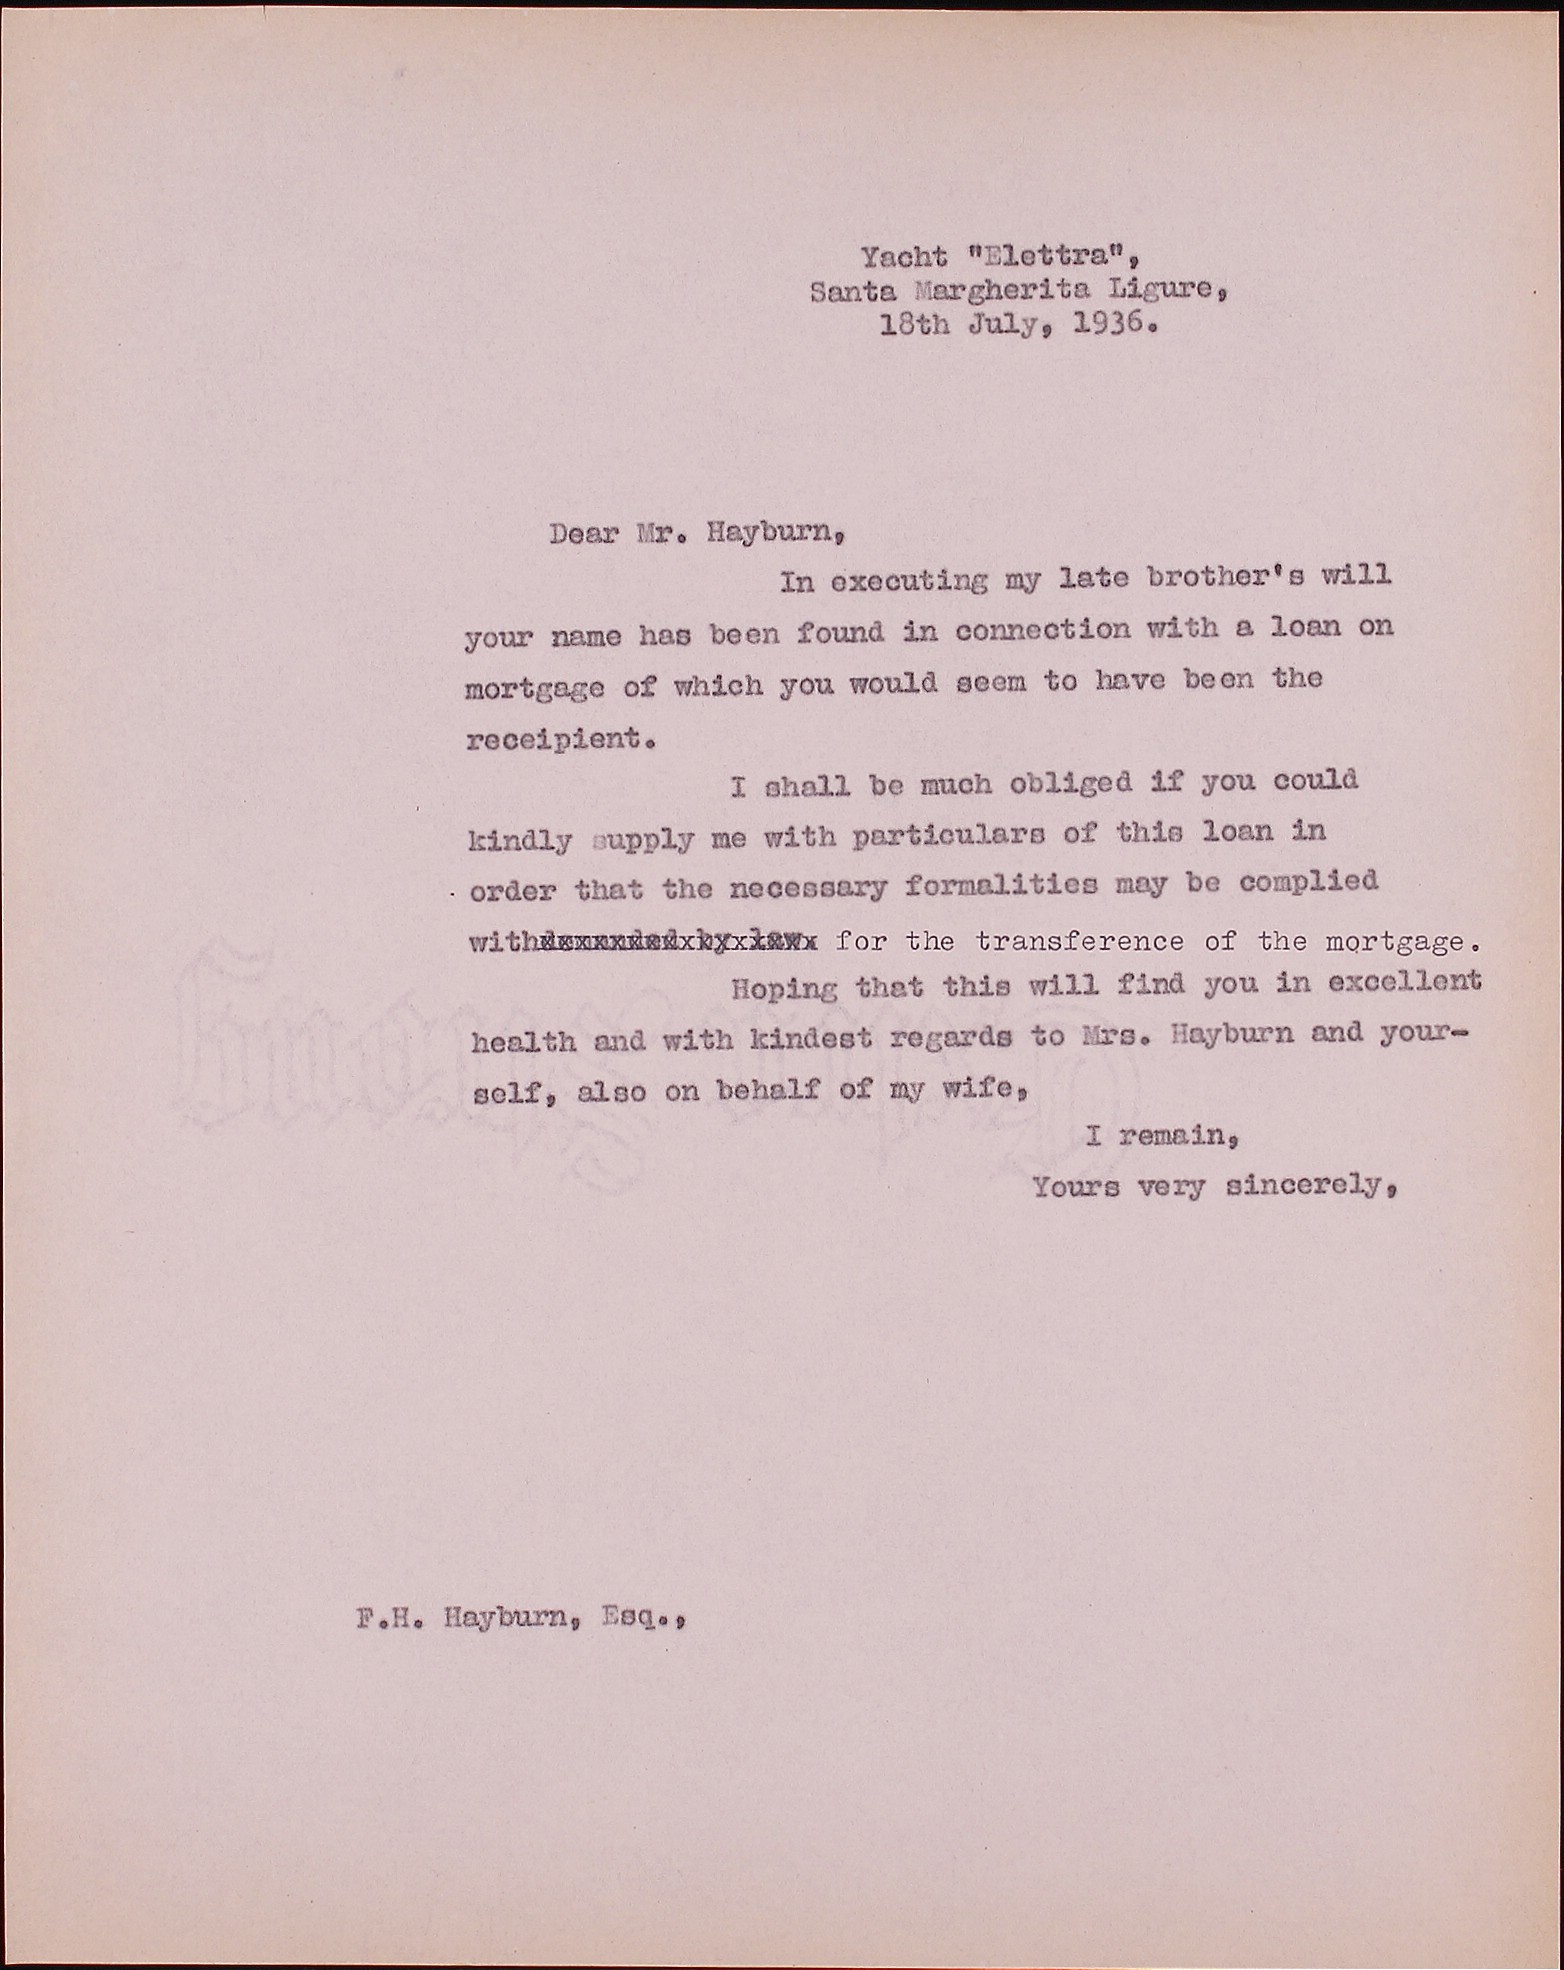 Yacht "Elettra",
Santa Margherita Ligure,
18th July, 1936.
Dear Mr. Hayburn,
In executing my late brother's will
your name has been found in connection with a loan on
mortgage of which you would seem to have been the
receipient.
I shall be much obliged if you could
kindly supply me with particulars of this loan in
order that the necessary formalities may be complied
with for the transference of the mortgage.
Hoping that this will find you in excellent
health and with kindest regards to Mrs. Hayburn and your-
self, also on behalf of my wife,
I remain,
Yours very sincerely,
F.H. Hayburn, Esq.,